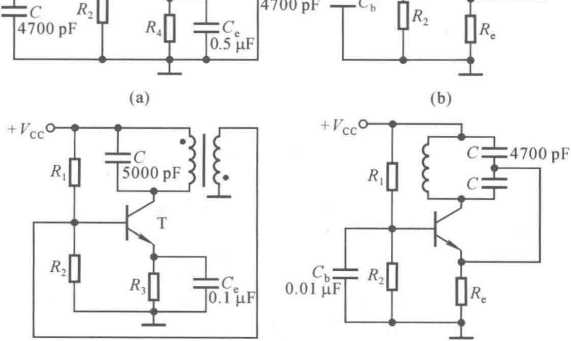 C
4700 pF
R2
R4
Ce
0.5 μF
4700 pF
Cb
R2
Re
(a)
(b)
+VCC
R1
C
5000 pF
T
R2
R3
Ce
0.1 μF
+VCC
C
4700 pF
C
R1
Cb
0.01 μF
R2
Re